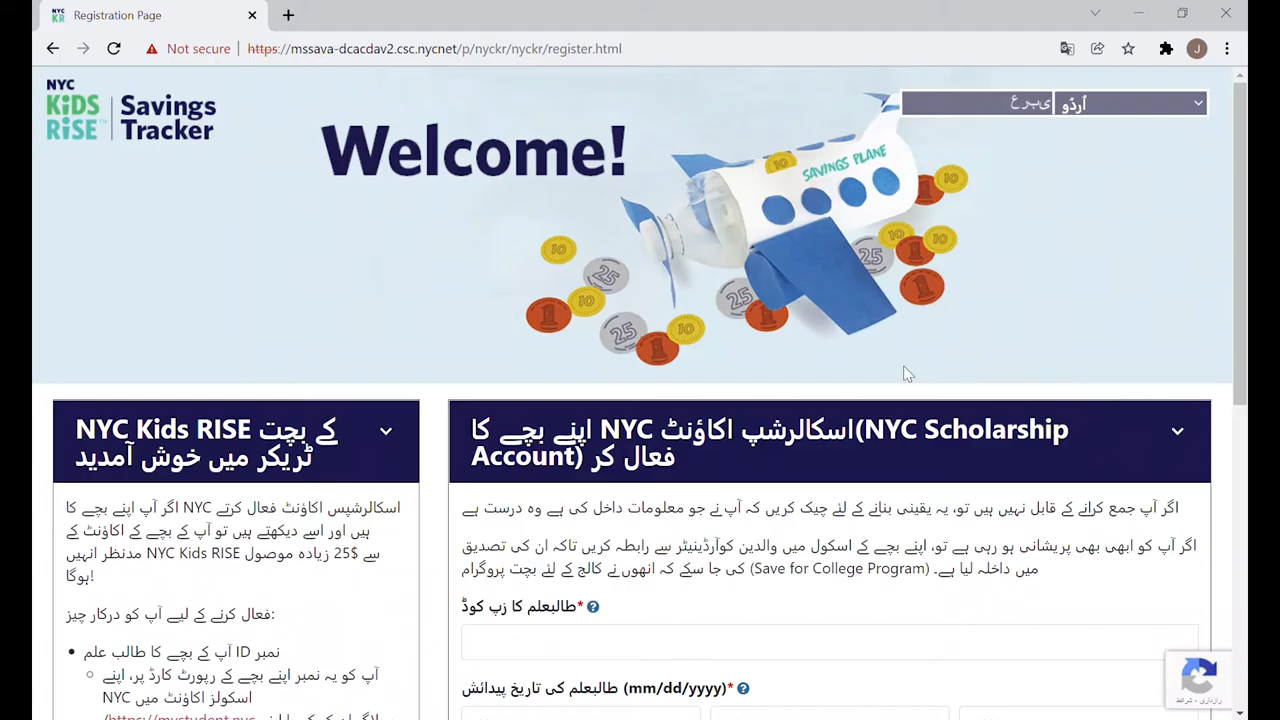 Registration Page
Not secure
https://mssava-dcacdav2.csc.nycnet/p/nyckr/nyckr/register.html
J
NYC
KiDS
RiSE™
Savings
Tracker
Welcome!
SAVINGS PLANE
اُردُو
NYC Kids RISE کے بچت
ٹریکر میں خوش آمدید
اسکالرشپس اکاؤنٹ فعال کرتے NYC اگر آپ اپنے بچے کا
ہیں اور اسے دیکھتے ہیں تو آپ کے بچے کے اکاؤنٹ کے
سے $25 زیادہ موصول NYC Kids RISE مدنظر انہیں
ہوگا!
فعال کرنے کے لیے آپ کو درکار چیز:
نمبر ID آپ کے بچے کا طالب علم
آپ کو یہ نمبر اپنے بچے کے رپورٹ کارڈ پر، اپنے
اسکولز اکاؤنٹ میں NYC
اسکالرشپ اکاؤنٹ NYC اپنے بچے کا (NYC Scholarship
Account) فعال کر
اگر آپ جمع کرانے کے قابل نہیں ہیں تو، یہ یقینی بنانے کے لئے چیک کریں کہ آپ نے جو معلومات داخل کی ہے وہ درست ہے
اگر آپ کو ابھی بھی پریشانی ہو رہی ہے تو، اپنے بچے کے اسکول میں والدین کوآرڈینیٹر سے رابطہ کریں تاکہ ان کی تصدیق
کی جا سکے کہ انھوں نے کالج کے لئے بچت پروگرام (Save for College Program) میں داخلہ لیا ہے۔
طالبعلم کا زپ کوڈ* ?
طالبعلم کی تاریخ پیدائش (mm/dd/yyyy)* ?
رازداری - شرائط